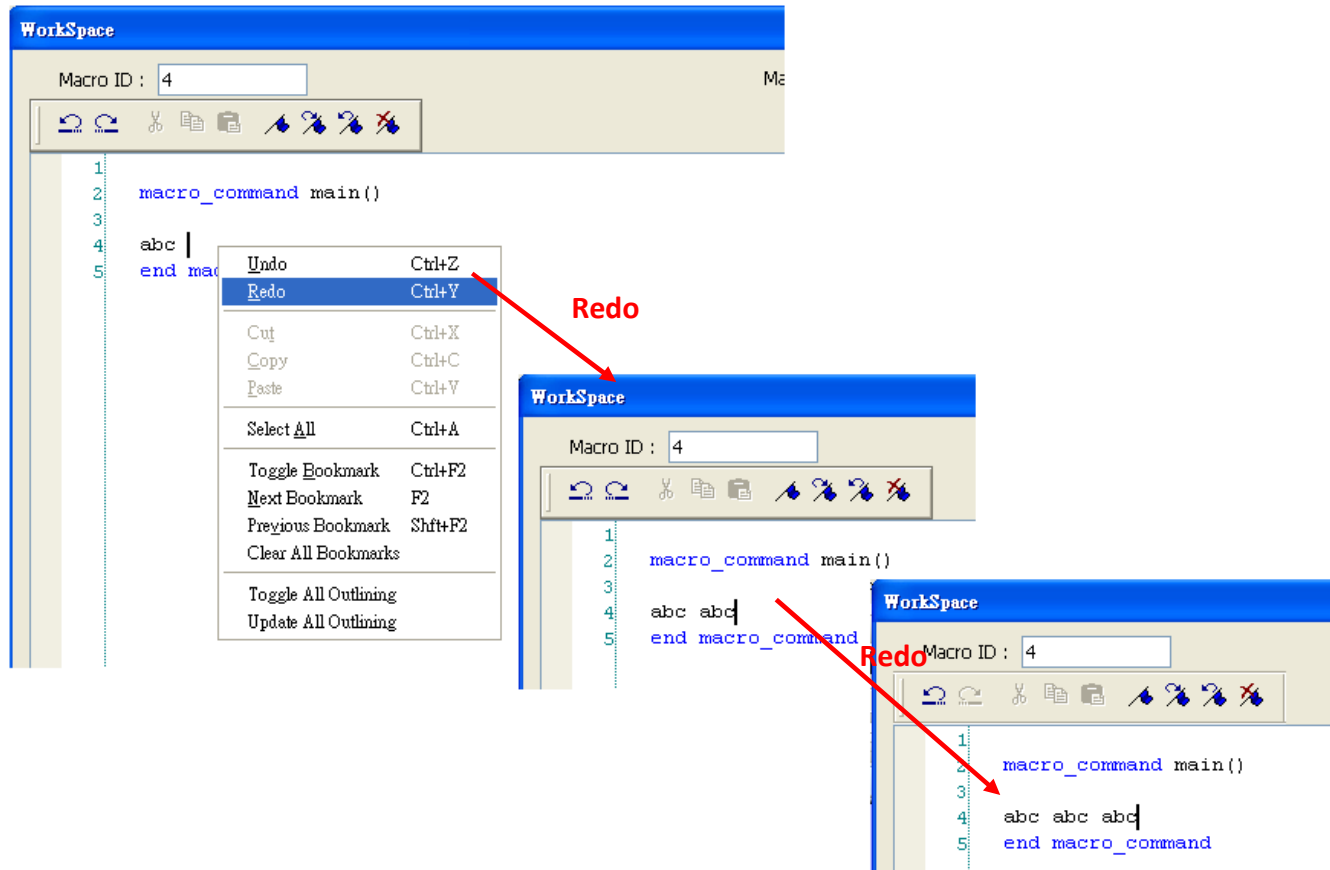 WorkSpace
Macro ID : 4
Ma
1
2 macro_command main()
3
4 abc
5 end mac
Undo Ctrl+Z
Redo Ctrl+Y
Cut Ctrl+X
Copy Ctrl+C
Paste Ctrl+V
Select All Ctrl+A
Toggle Bookmark Ctrl+F2
Next Bookmark F2
Previous Bookmark Shft+F2
Clear All Bookmarks
Toggle All Outlining
Update All Outlining
Redo
WorkSpace
Macro ID : 4
1
2 macro_command main()
3
4 abc abc
5 end macro_command
Redo
WorkSpace
Macro ID : 4
1
2 macro_command main()
3
4 abc abc abc
5 end macro_command